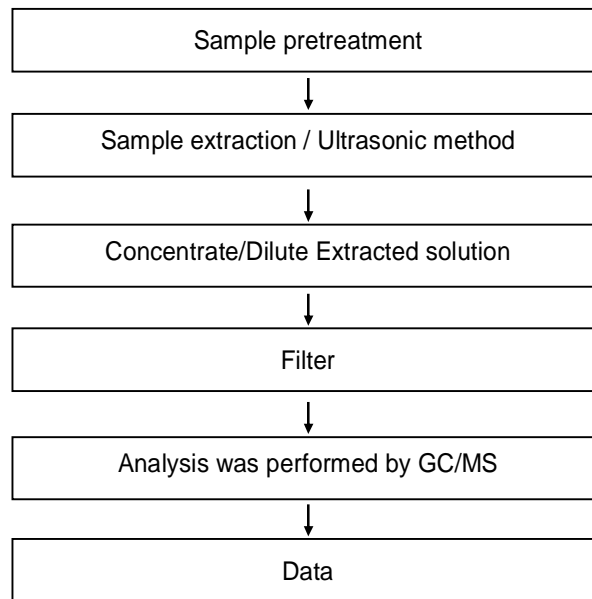 Sample pretreatment
Sample extraction / Ultrasonic method
Concentrate/Dilute Extracted solution
Filter
Analysis was performed by GC/MS
Data